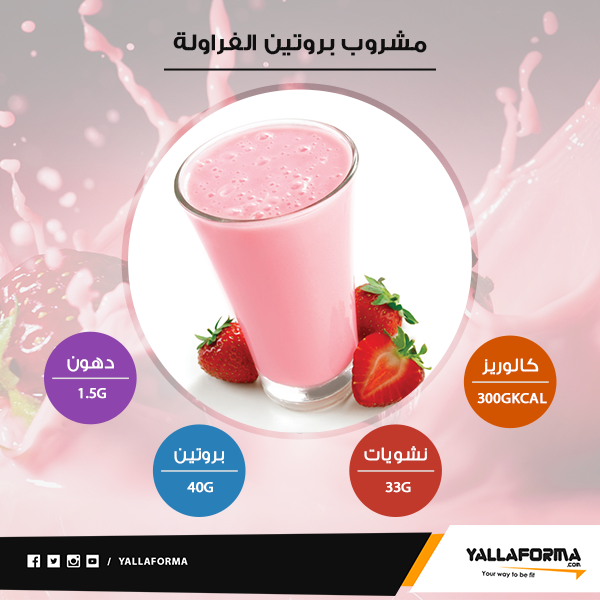 مشروب بروتين الفراولة
دهون
1.5G
كالوريز
300GKCAL
بروتين
40G
نشويات
33G
/ YALLAFORMA
YALLAFORMA
.com
Your way to be fit